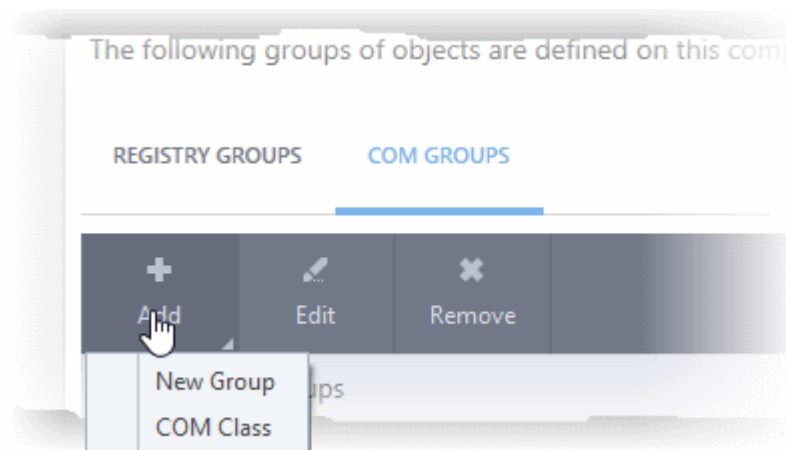 The following groups of objects are defined on this com
REGISTRY GROUPS COM GROUPS
Add Edit Remove
New Group
COM Class